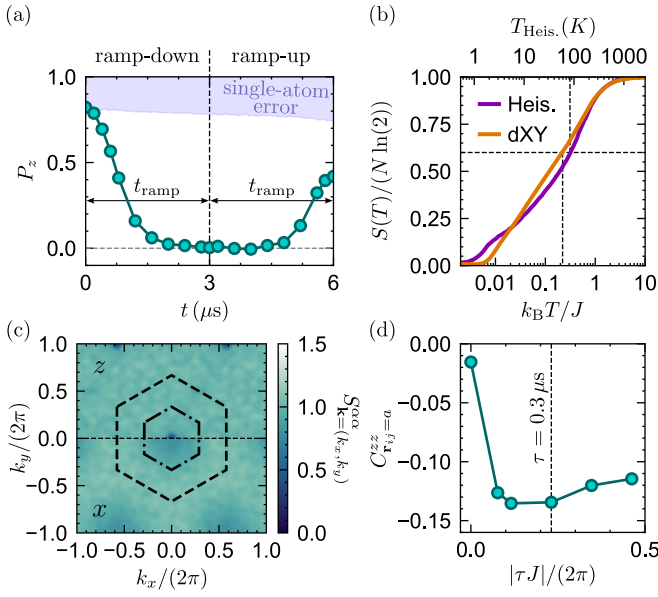 (a)
ramp-down
ramp-up
single-atom
error
t_ramp
t_ramp
P_z
1.0
0.5
0.0
0
3
6
t (μs)
(b)
T_Heis. (K)
1
10
100
1000
Heis.
dXY
S(T)/(N ln(2))
1.00
0.75
0.50
0.25
0.00
0.01
0.1
1
10
k_B T/J
(c)
z
x
k_y/(2π)
1.0
0.5
0.0
−0.5
−1.0
−1.0
−0.5
0.0
0.5
1.0
k_x/(2π)
1.5
1.0
0.5
0.0
S^{αα}_{k=(k_x,k_y)}
(d)
τ = 0.3 μs
C^{zz}_{r_{ij}=a}
0.00
−0.05
−0.10
−0.15
0.0
0.5
|τJ|/(2π)